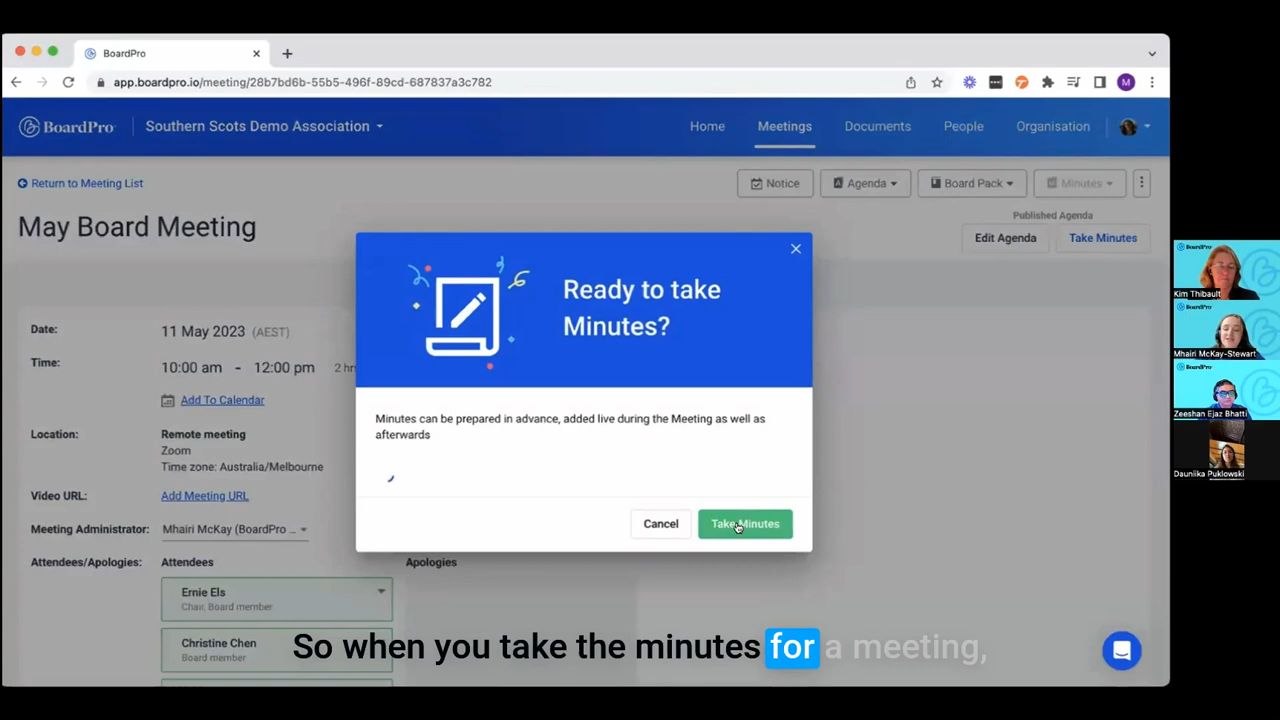 BoardPro
app.boardpro.io/meeting/28b7bd6b-55b5-496f-89cd-687837a3c782
M
BoardPro
Southern Scots Demo Association
Home
Meetings
Documents
People
Organisation
Return to Meeting List
Notice
Agenda
Board Pack
Minutes
May Board Meeting
Published Agenda
Edit Agenda
Take Minutes
Ready to take
Minutes?
Minutes can be prepared in advance, added live during the Meeting as well as
afterwards
Cancel
Take Minutes
Date:
11 May 2023 (AEST)
Time:
10:00 am - 12:00 pm 2 hrs
Add To Calendar
Location:
Remote meeting
Zoom
Time zone: Australia/Melbourne
Video URL:
Add Meeting URL
Meeting Administrator:
Mhairi McKay (BoardPro ...
Attendees/Apologies:
Attendees
Apologies
Ernie Els
Chair, Board member
Christine Chen
Board member
So when you take the minutes for a meeting,
BoardPro
Kim Thibault
BoardPro
Mhairi McKay-Stewart
BoardPro
Zeeshan Ejaz Bhatti
Dauniika Puklowski